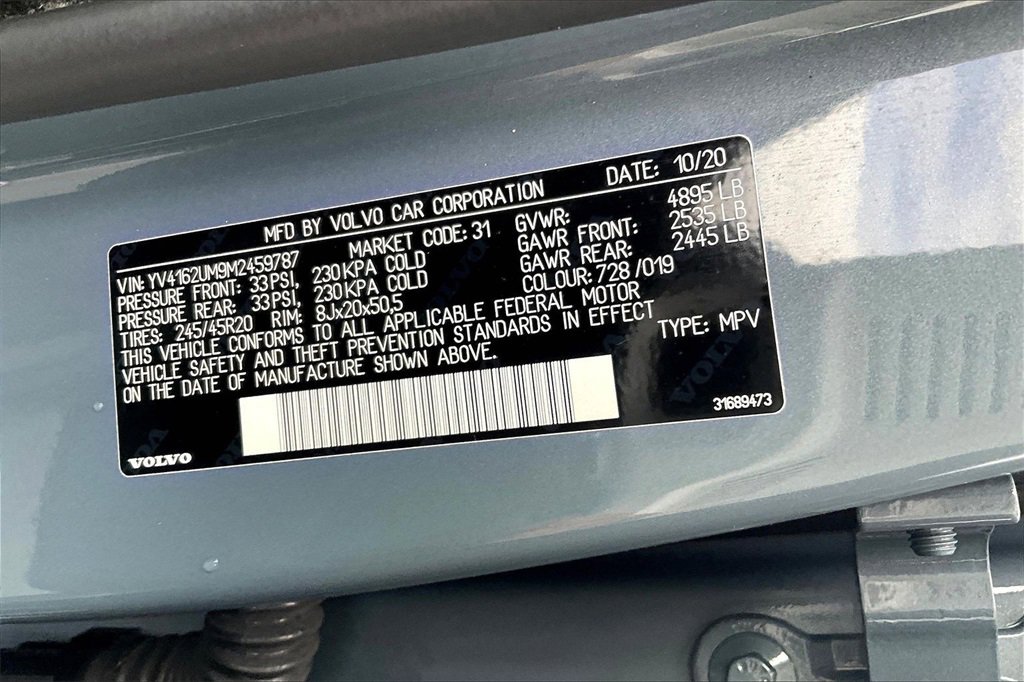 MFD BY VOLVO CAR CORPORATION DATE: 10/20
VIN: YV4162UM9M2459787 MARKET CODE: 31 GVWR: 4895 LB
PRESSURE FRONT: 33PSI, 230KPA COLD GAWR FRONT: 2535 LB
PRESSURE REAR: 33PSI, 230KPA COLD GAWR REAR: 2445 LB
TIRES: 245/45R20 RIM: 8Jx20x50,5 COLOUR: 728 /019
THIS VEHICLE CONFORMS TO ALL APPLICABLE FEDERAL MOTOR
VEHICLE SAFETY AND THEFT PREVENTION STANDARDS IN EFFECT
ON THE DATE OF MANUFACTURE SHOWN ABOVE. TYPE: MPV
VOLVO 31689473